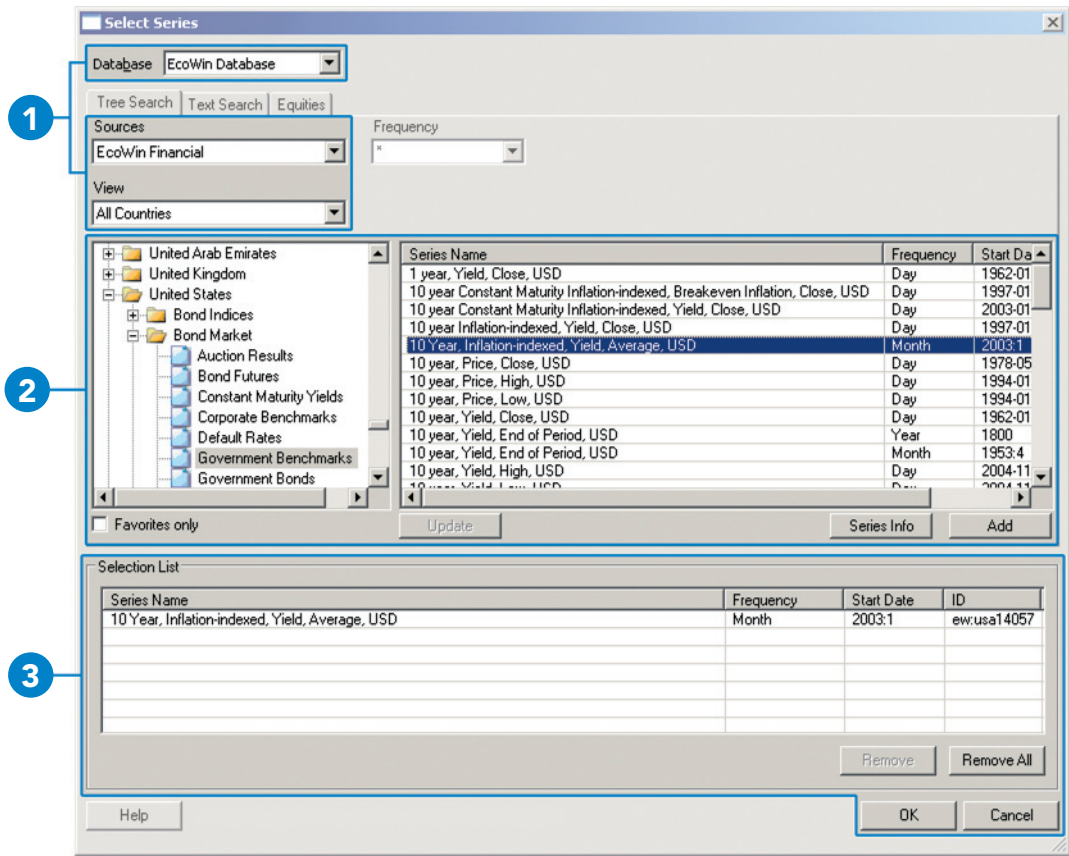 Select Series
Database EcoWin Database
Tree Search Text Search Equities
1
Sources
EcoWin Financial
Frequency
*
View
All Countries
2
United Arab Emirates
United Kingdom
United States
Bond Indices
Bond Market
Auction Results
Bond Futures
Constant Maturity Yields
Corporate Benchmarks
Default Rates
Government Benchmarks
Government Bonds
Series Name Frequency Start Da
1 year, Yield, Close, USD Day 1962-01
10 year Constant Maturity Inflation-indexed, Breakeven Inflation, Close, USD Day 1997-01
10 year Constant Maturity Inflation-indexed, Yield, Close, USD Day 2003-01
10 year Inflation-indexed, Yield, Close, USD Day 1997-01
10 Year, Inflation-indexed, Yield, Average, USD Month 2003:1
10 year, Price, Close, USD Day 1978-05
10 year, Price, High, USD Day 1994-01
10 year, Price, Low, USD Day 1994-01
10 year, Yield, Close, USD Day 1962-01
10 year, Yield, End of Period, USD Year 1800
10 year, Yield, End of Period, USD Month 1953:4
10 year, Yield, High, USD Day 2004-11
10 year, Yield, Low, USD Day 2004-11
Favorites only
Update Series Info Add
3
Selection List
Series Name Frequency Start Date ID
10 Year, Inflation-indexed, Yield, Average, USD Month 2003:1 ew:usa14057
Remove Remove All
Help OK Cancel